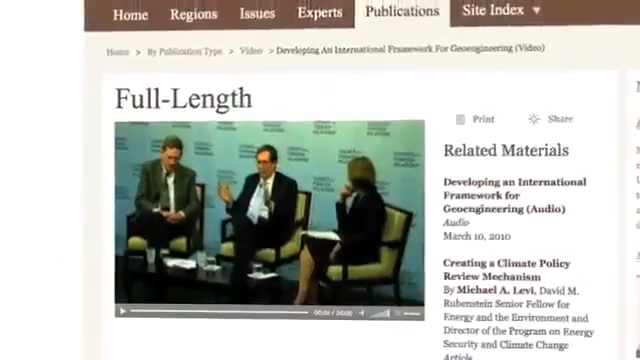 Home Regions Issues Experts Publications Site Index
Home > By Publication Type > Video > Developing An International Framework For Geoengineering (Video)
Full-Length
Print Share
Related Materials
Developing an International
Framework for
Geoengineering (Audio)
Audio
March 10, 2010
Creating a Climate Policy
Review Mechanism
By Michael A. Levi, David M.
Rubenstein Senior Fellow for
Energy and the Environment and
Director of the Program on Energy
Security and Climate Change
Article